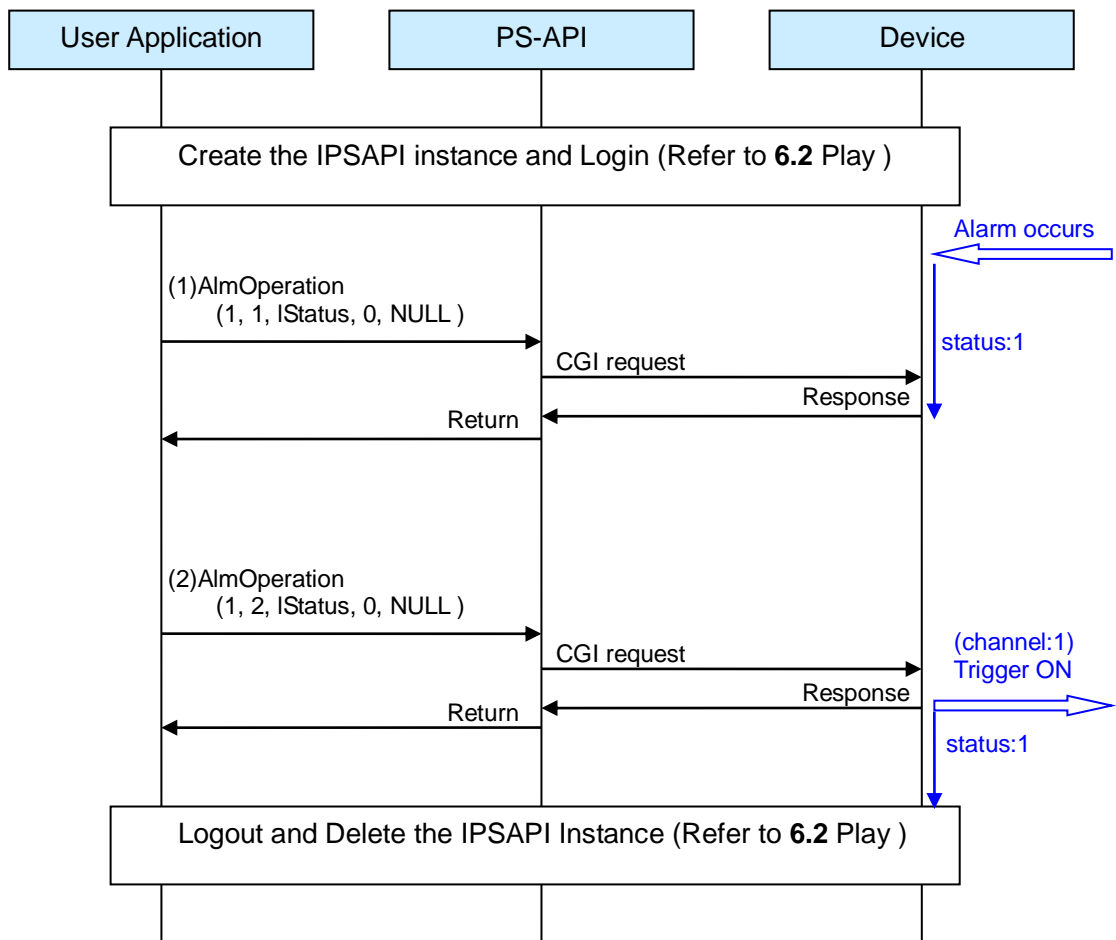 User Application
PS-API
Device
Create the IPSAPI instance and Login (Refer to 6.2 Play )
Alarm occurs
(1)AlmOperation
(1, 1, lStatus, 0, NULL )
status:1
CGI request
Response
Return
(2)AlmOperation
(1, 2, lStatus, 0, NULL )
(channel:1)
Trigger ON
CGI request
Response
Return
status:1
Logout and Delete the IPSAPI Instance (Refer to 6.2 Play )